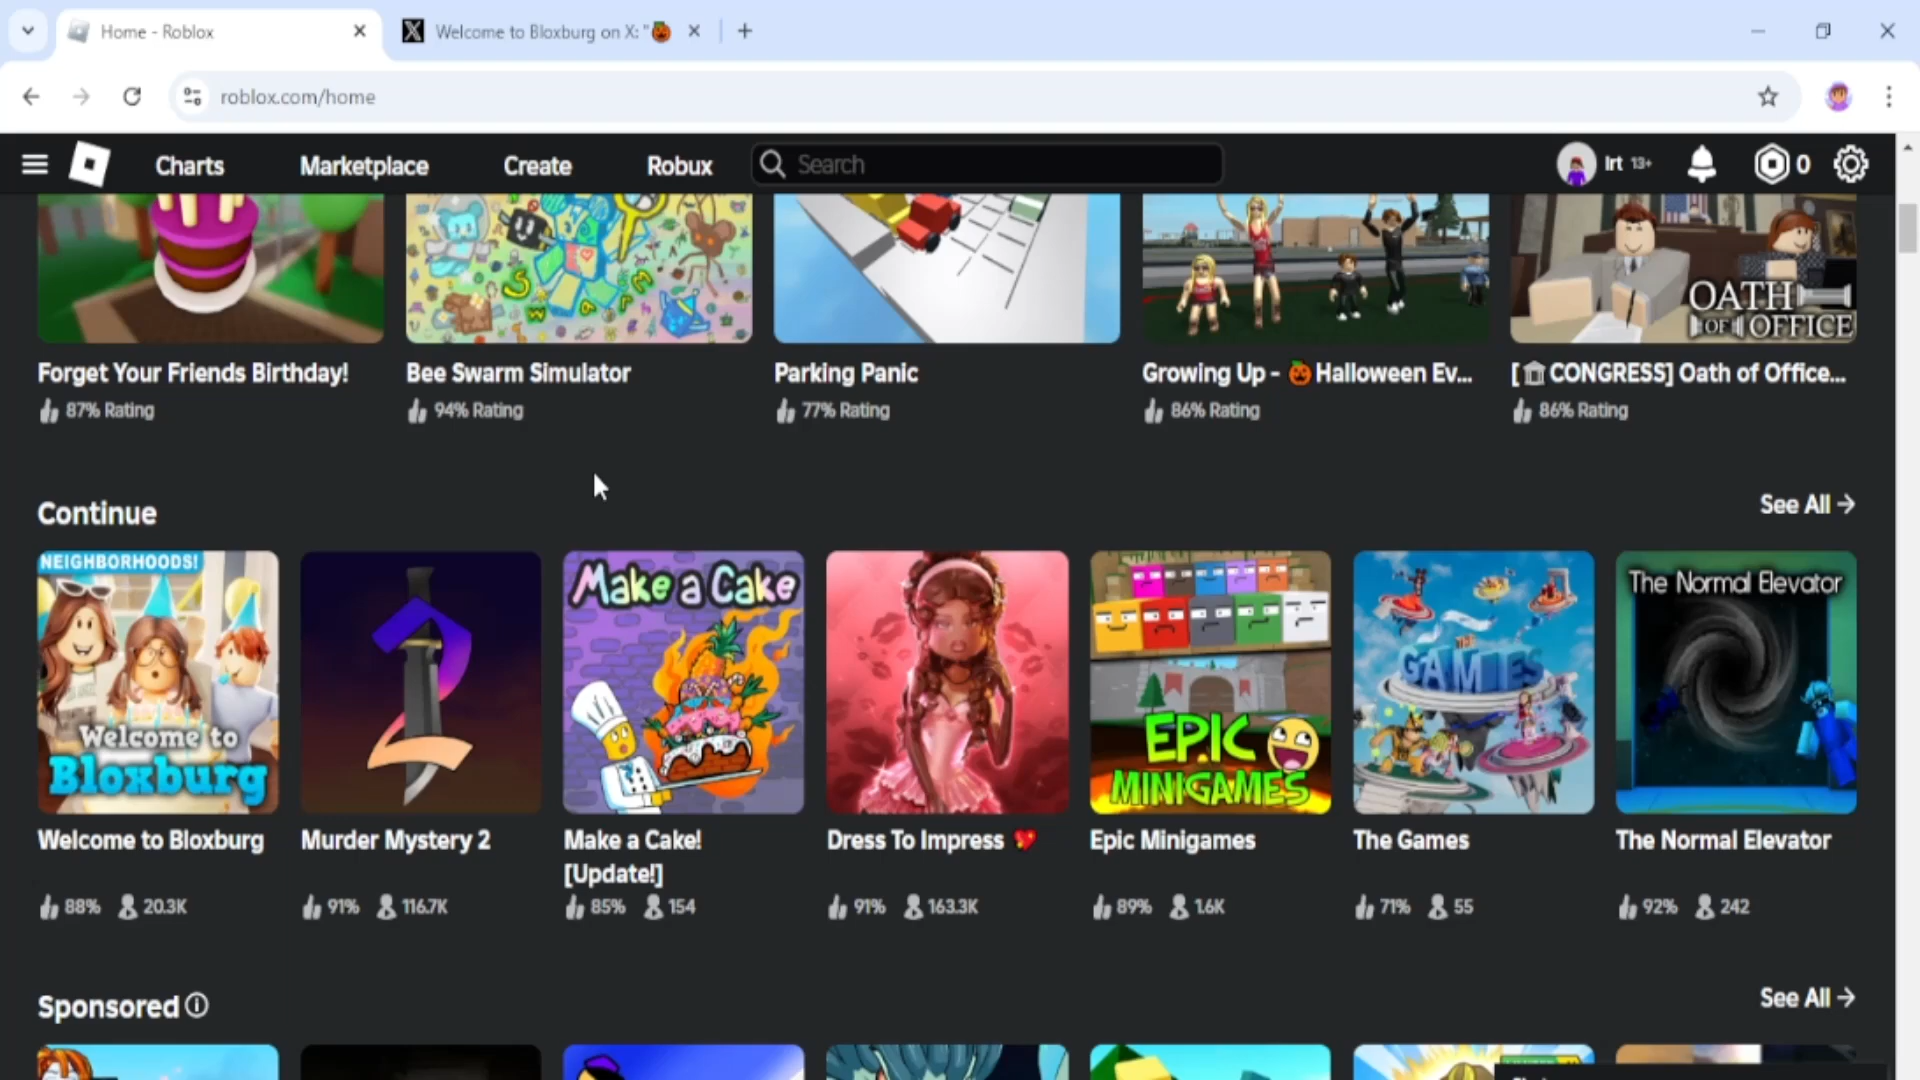 Home - Roblox
Welcome to Bloxburg on X: "🎃
roblox.com/home
Charts
Marketplace
Create
Robux
Search
Irt 13+
0
OATH
OF OFFICE
Forget Your Friends Birthday!
Bee Swarm Simulator
Parking Panic
Growing Up - 🎃Halloween Ev...
[🏛️CONGRESS] Oath of Office...
87% Rating
94% Rating
77% Rating
86% Rating
86% Rating
Continue
See All →
NEIGHBORHOODS!
Welcome to
Bloxburg
Make a Cake
EPIC
MINIGAMES
THE
GAMES
The Normal Elevator
Welcome to Bloxburg
Murder Mystery 2
Make a Cake!
[Update!]
Dress To Impress 💖
Epic Minigames
The Games
The Normal Elevator
88% 20.3K
91% 116.7K
85% 154
91% 163.3K
89% 1.6K
71% 55
92% 242
Sponsored
See All →